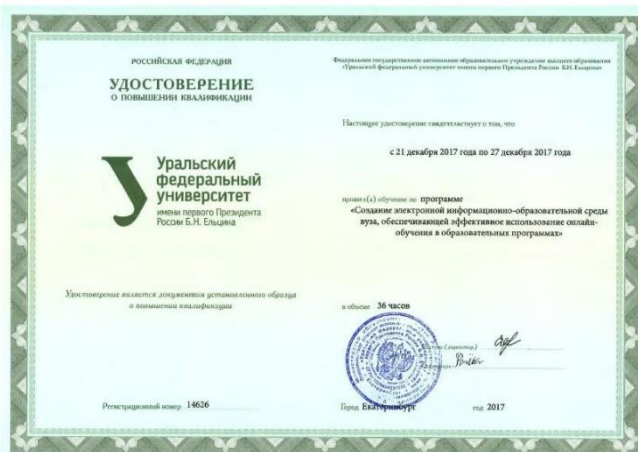 РОССИЙСКАЯ ФЕДЕРАЦИЯ
УДОСТОВЕРЕНИЕ
О ПОВЫШЕНИИ КВАЛИФИКАЦИИ
Уральский
федеральный
университет
имени первого Президента
России Б.Н. Ельцина
Удостоверение является документом установленного образца
о повышении квалификации
Регистрационный номер 14626
Федеральное государственное автономное образовательное учреждение высшего образования
«Уральский федеральный университет имени первого Президента России Б.Н. Ельцина»
Настоящее удостоверение свидетельствует о том, что
с 21 декабря 2017 года по 27 декабря 2017 года
прошел(а) обучение по программе
«Создание электронной информационно-образовательной среды
вуза, обеспечивающей эффективное использование онлайн-
обучения в образовательных программах»
в объеме 36 часов
Город Екатеринбург год 2017